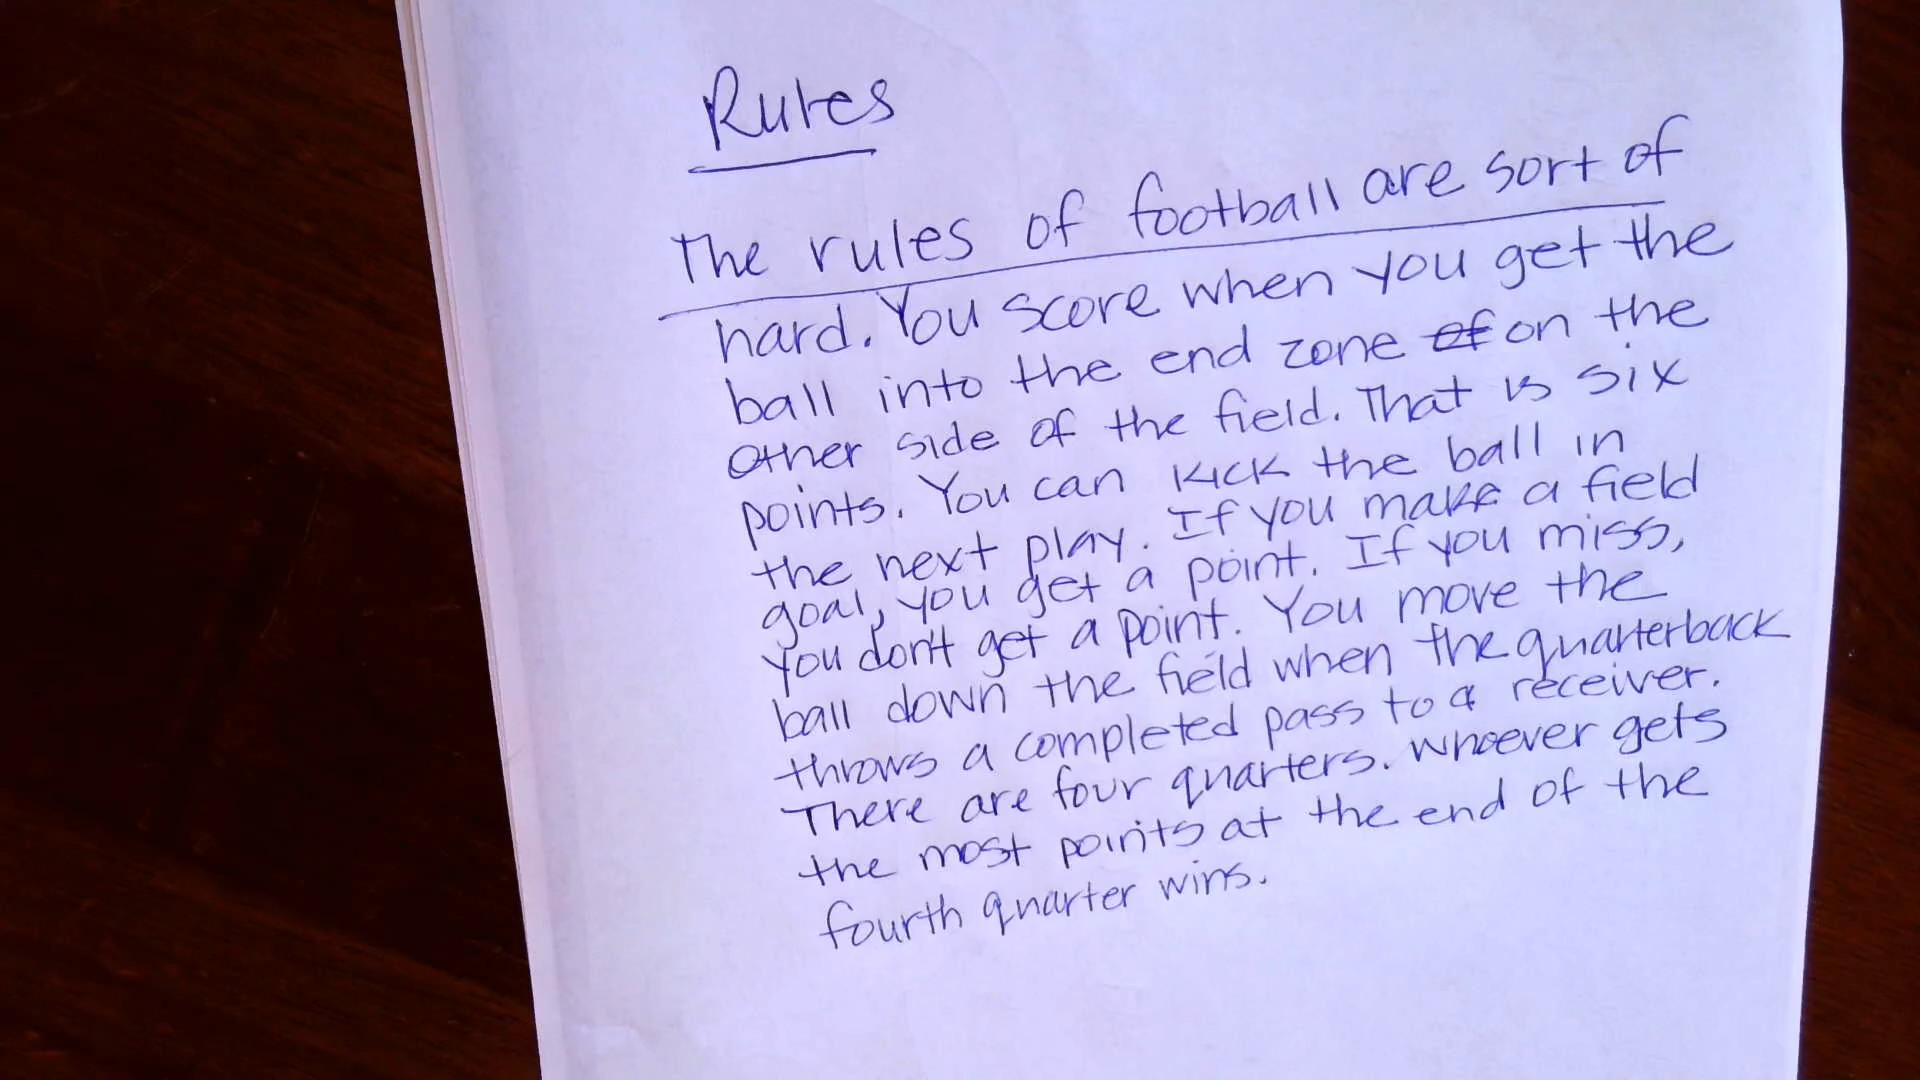 Rules
The rules of football are sort of
hard. You score when you get the
ball into the end zone of on the
other side of the field. That is six
points. You can kick the ball in
the next play. If you make a field
goal, you get a point. If you miss,
you don't get a point. You move the
ball down the field when the quarterback
throws a completed pass to a receiver.
There are four quarters. Whoever gets
the most points at the end of the
fourth quarter wins.